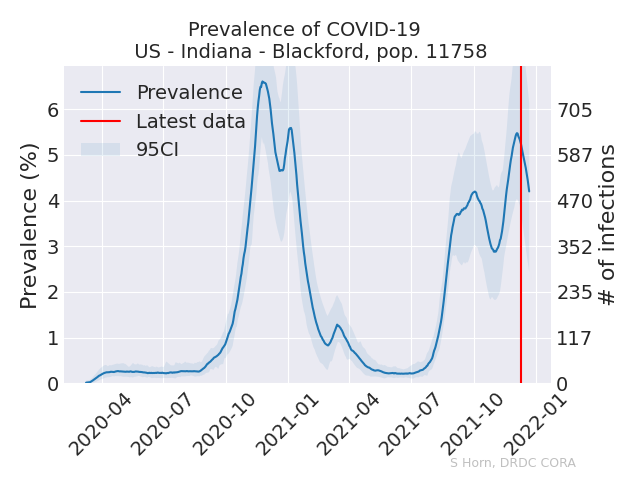 Prevalence of COVID-19
US - Indiana - Blackford, pop. 11758
Prevalence
Latest data
95CI
Prevalence (%)
6
5
4
3
2
1
0
# of infections
705
587
470
352
235
117
0
2020-04
2020-07
2020-10
2021-01
2021-04
2021-07
2021-10
2022-01
S Horn, DRDC CORA